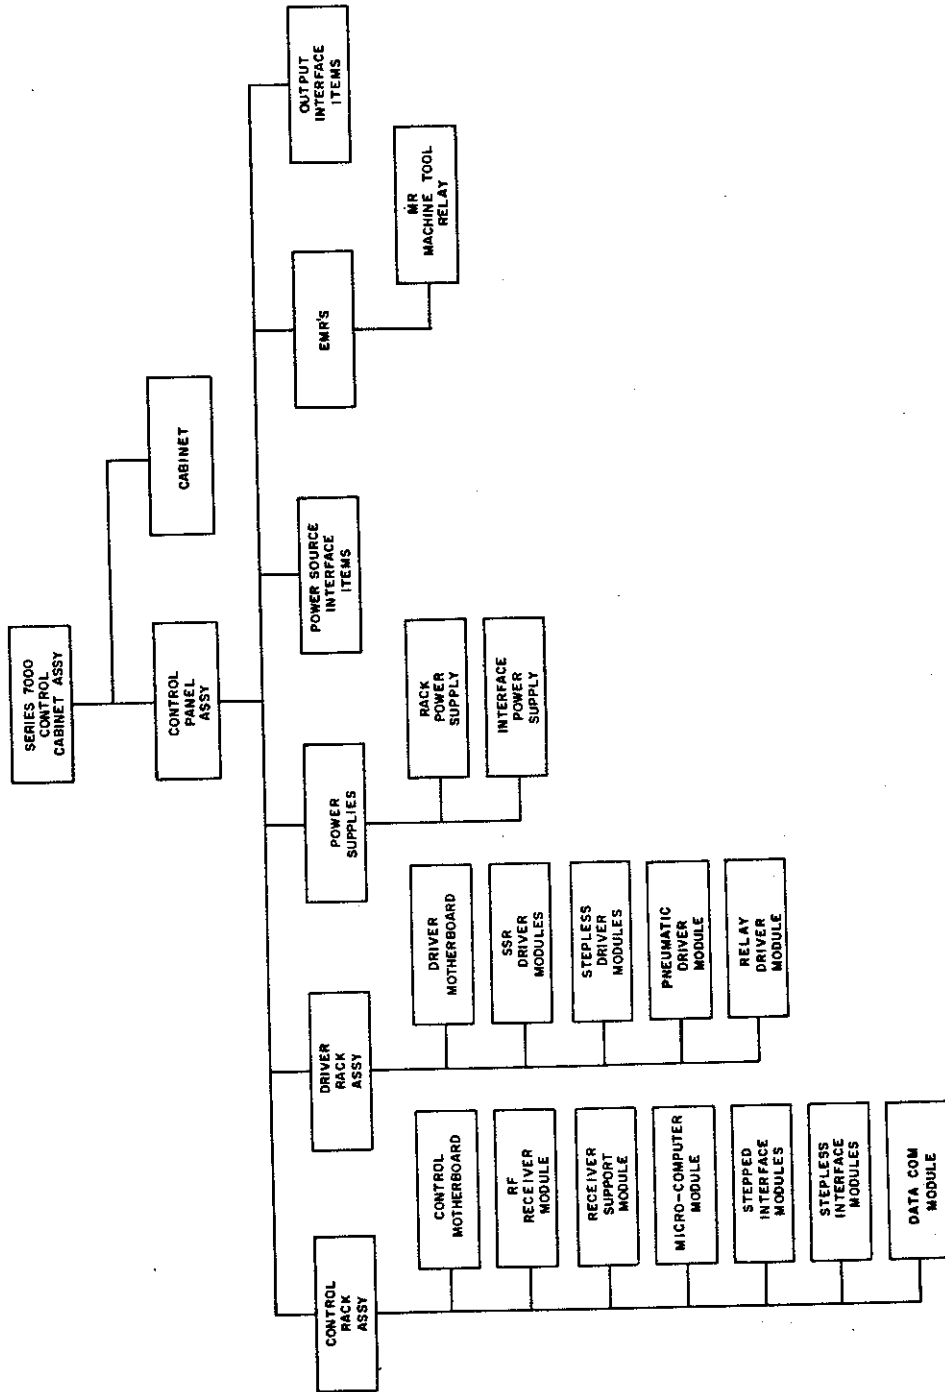 SERIES 7000
CONTROL
CABINET ASSY
CONTROL
PANEL
ASSY
CABINET
CONTROL
RACK
ASSY
DRIVER
RACK
ASSY
POWER
SUPPLIES
POWER SOURCE
INTERFACE
ITEMS
EMR'S
OUTPUT
INTERFACE
ITEMS
CONTROL
MOTHERBOARD
RF
RECEIVER
MODULE
RECEIVER
SUPPORT
MODULE
MICRO-COMPUTER
MODULE
STEPPED
INTERFACE
MODULES
STEPLESS
INTERFACE
MODULES
DATA COM
MODULE
DRIVER
MOTHERBOARD
SSR
DRIVER
MODULES
STEPLESS
DRIVER
MODULES
PNEUMATIC
DRIVER
MODULE
RELAY
DRIVER
MODULE
RACK
POWER
SUPPLY
INTERFACE
POWER
SUPPLY
MR
MACHINE TOOL
RELAY